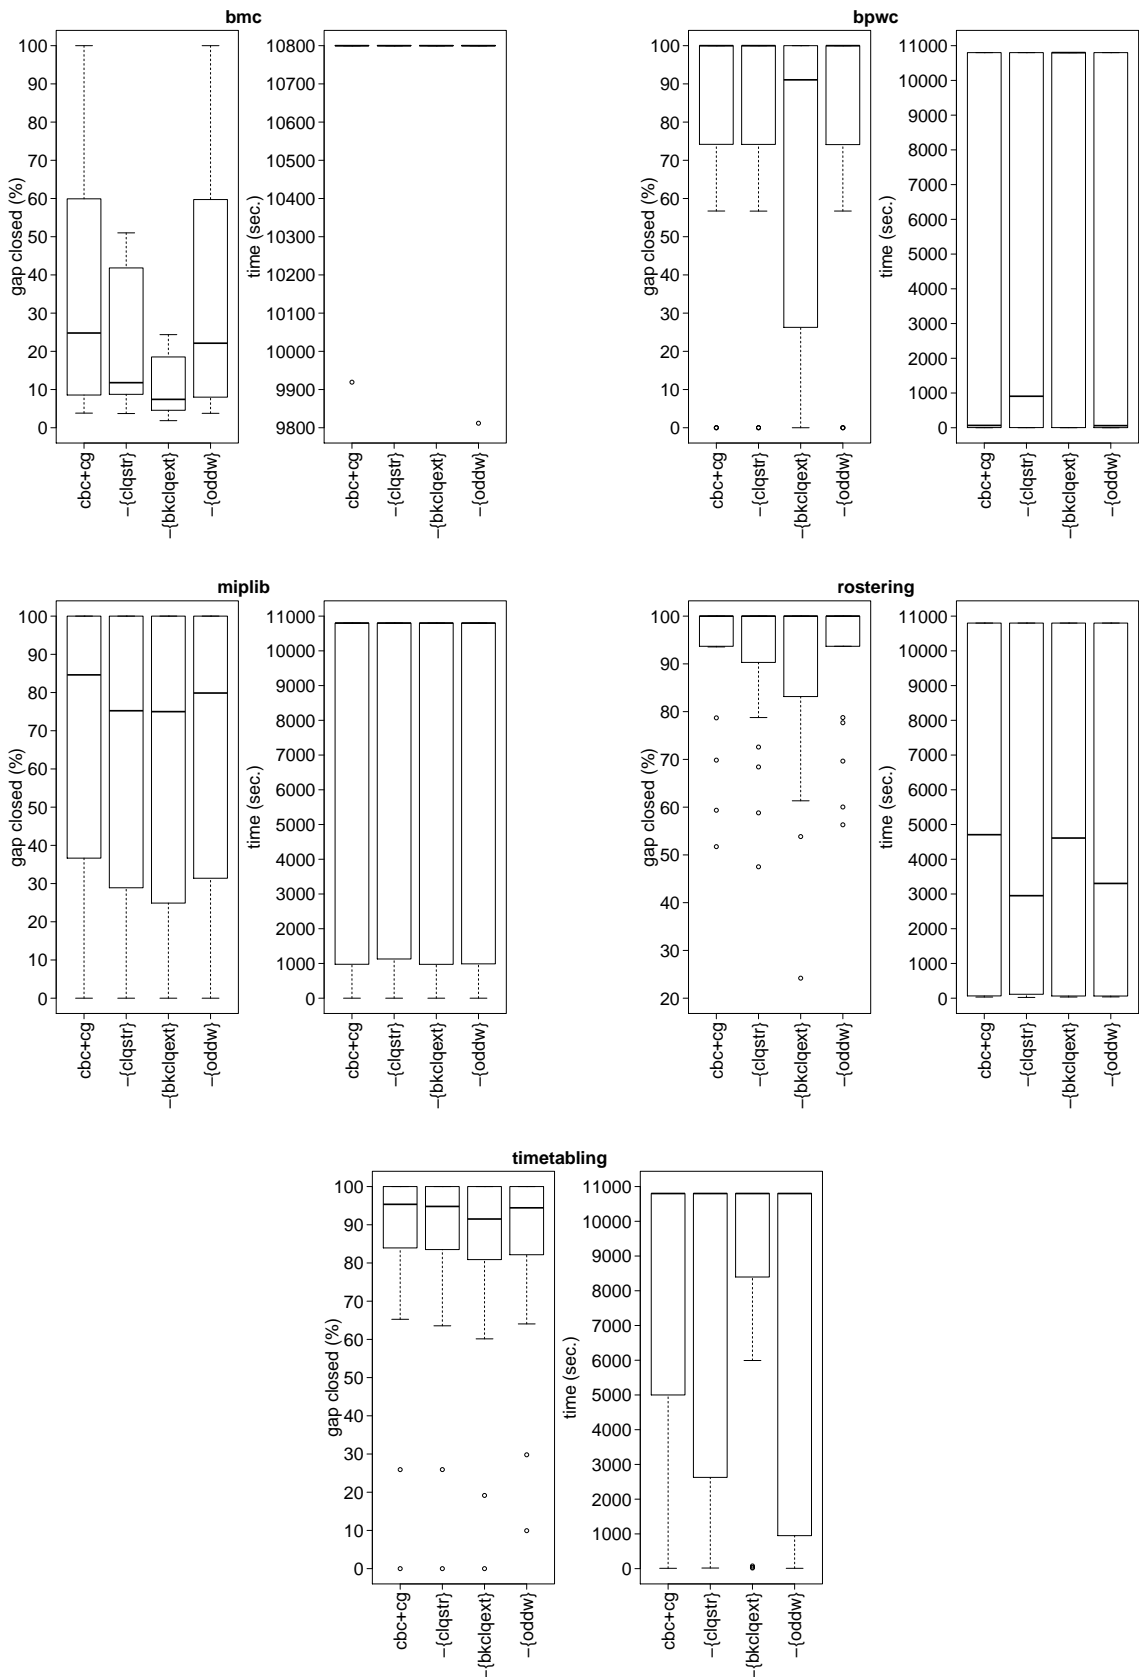 bmc
gap closed (%)
100
90
80
70
60
50
40
30
20
10
0
cbc+cg
−{clqstr}
−{bkclqext}
−{oddw}
time (sec.)
10800
10700
10600
10500
10400
10300
10200
10100
10000
9900
9800
cbc+cg
−{clqstr}
−{bkclqext}
−{oddw}
bpwc
gap closed (%)
100
90
80
70
60
50
40
30
20
10
0
cbc+cg
−{clqstr}
−{bkclqext}
−{oddw}
time (sec.)
11000
10000
9000
8000
7000
6000
5000
4000
3000
2000
1000
0
cbc+cg
−{clqstr}
−{bkclqext}
−{oddw}
miplib
gap closed (%)
100
90
80
70
60
50
40
30
20
10
0
cbc+cg
−{clqstr}
−{bkclqext}
−{oddw}
time (sec.)
11000
10000
9000
8000
7000
6000
5000
4000
3000
2000
1000
0
cbc+cg
−{clqstr}
−{bkclqext}
−{oddw}
rostering
gap closed (%)
100
90
80
70
60
50
40
30
20
cbc+cg
−{clqstr}
−{bkclqext}
−{oddw}
time (sec.)
11000
10000
9000
8000
7000
6000
5000
4000
3000
2000
1000
0
cbc+cg
−{clqstr}
−{bkclqext}
−{oddw}
timetabling
gap closed (%)
100
90
80
70
60
50
40
30
20
10
0
cbc+cg
−{clqstr}
−{bkclqext}
−{oddw}
time (sec.)
11000
10000
9000
8000
7000
6000
5000
4000
3000
2000
1000
0
cbc+cg
−{clqstr}
−{bkclqext}
−{oddw}